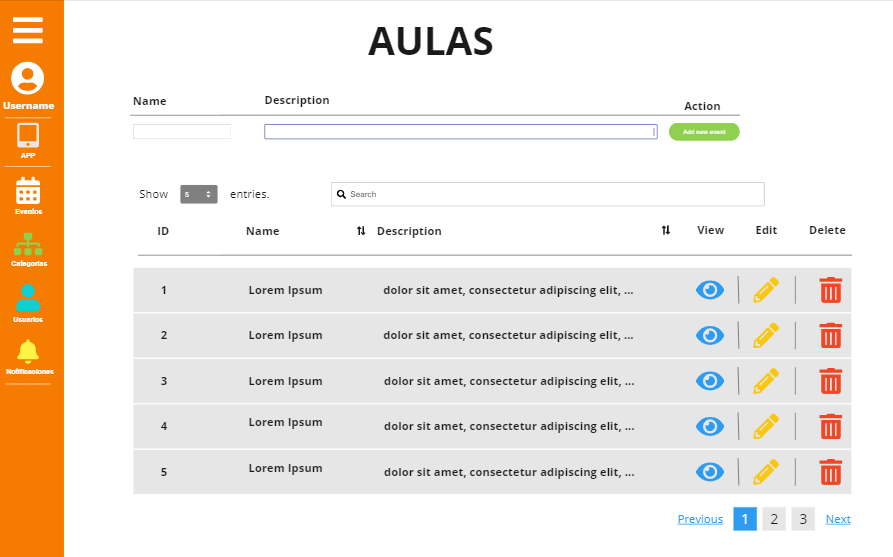 AULAS
Username
APP
Eventos
Categorias
Usuarios
Notificaciones
Name Description Action
Add new event
Show 5 entries. Search
ID Name Description View Edit Delete
1 Lorem Ipsum dolor sit amet, consectetur adipiscing elit, ...
2 Lorem Ipsum dolor sit amet, consectetur adipiscing elit, ...
3 Lorem Ipsum dolor sit amet, consectetur adipiscing elit, ...
4 Lorem Ipsum dolor sit amet, consectetur adipiscing elit, ...
5 Lorem Ipsum dolor sit amet, consectetur adipiscing elit, ...
Previous 1 2 3 Next